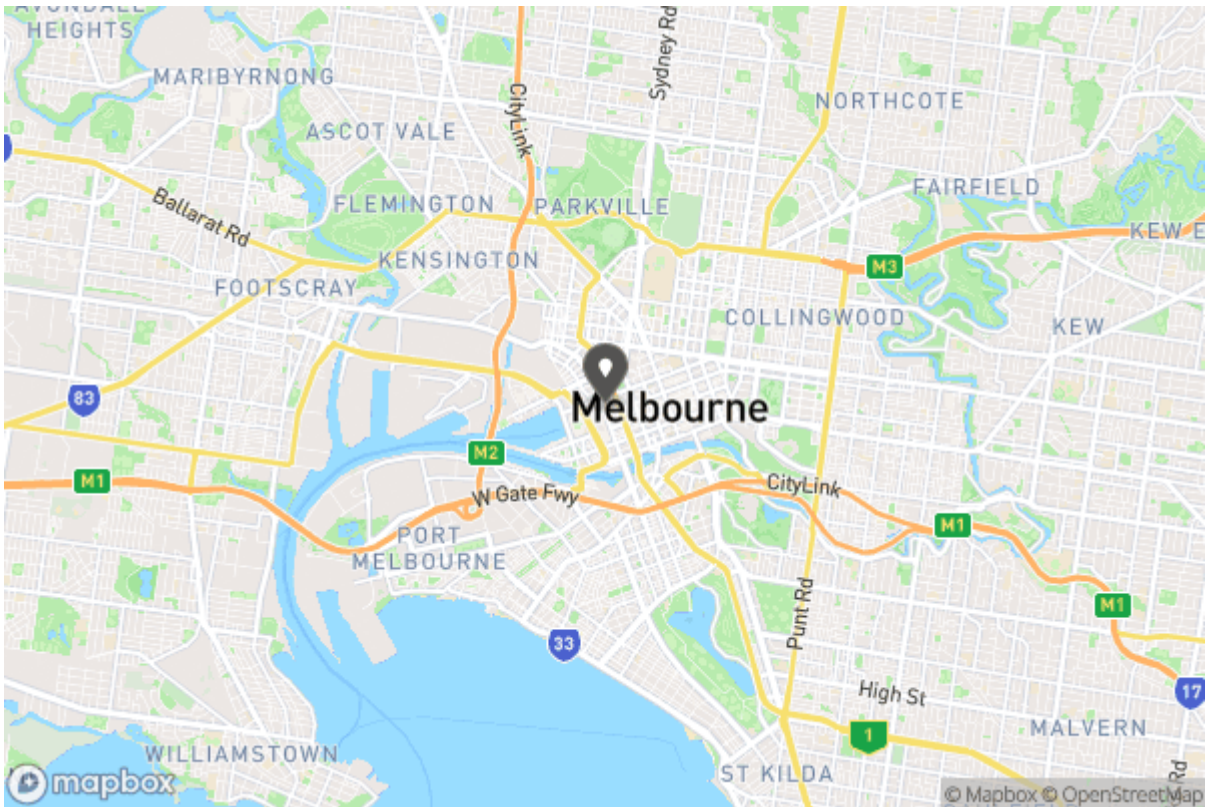 AVONDALE
HEIGHTS
MARIBYRNONG
ASCOT VALE
CityLink
Sydney Rd
NORTHCOTE
Ballarat Rd
FLEMINGTON
PARKVILLE
FAIRFIELD
KEW E
KENSINGTON
M3
FOOTSCRAY
COLLINGWOOD
KEW
83
Melbourne
M2
M1
W Gate Fwy
CityLink
M1
PORT
MELBOURNE
Punt Rd
M1
33
High St
17
MALVERN
1
WILLIAMSTOWN
ST KILDA
Rd
mapbox
© Mapbox © OpenStreetMap